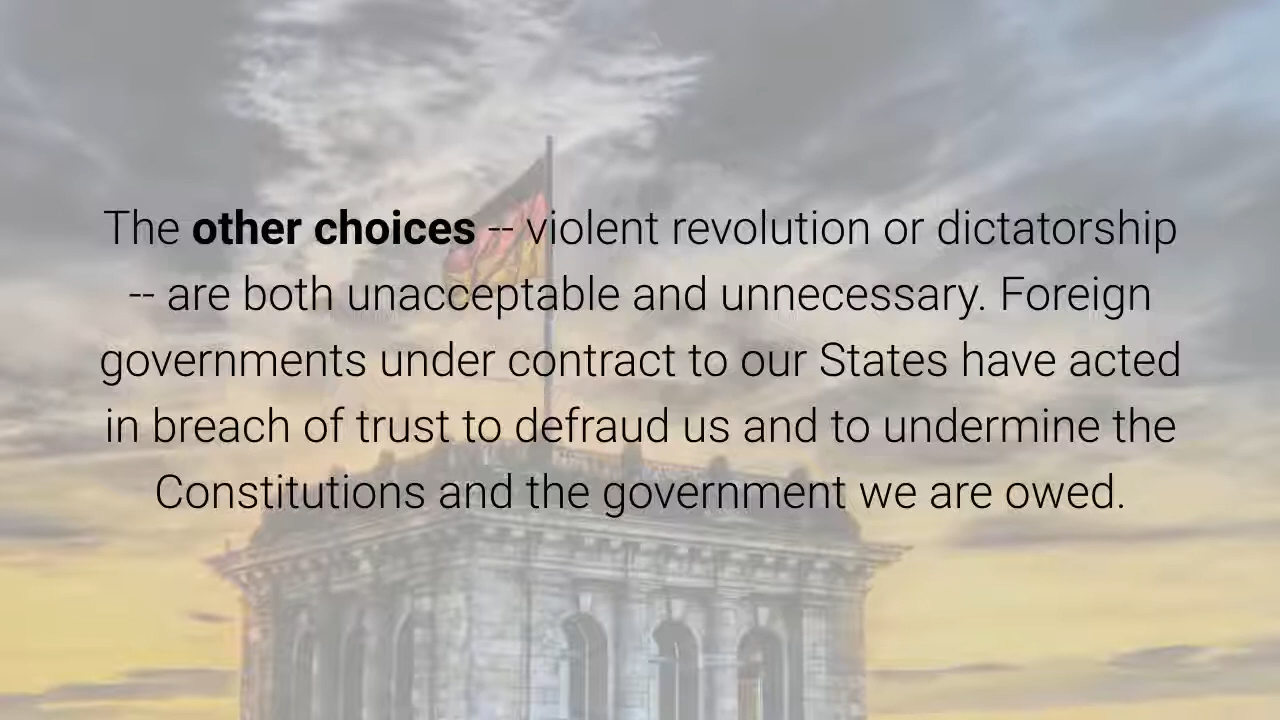 The other choices -- violent revolution or dictatorship
-- are both unacceptable and unnecessary. Foreign
governments under contract to our States have acted
in breach of trust to defraud us and to undermine the
Constitutions and the government we are owed.